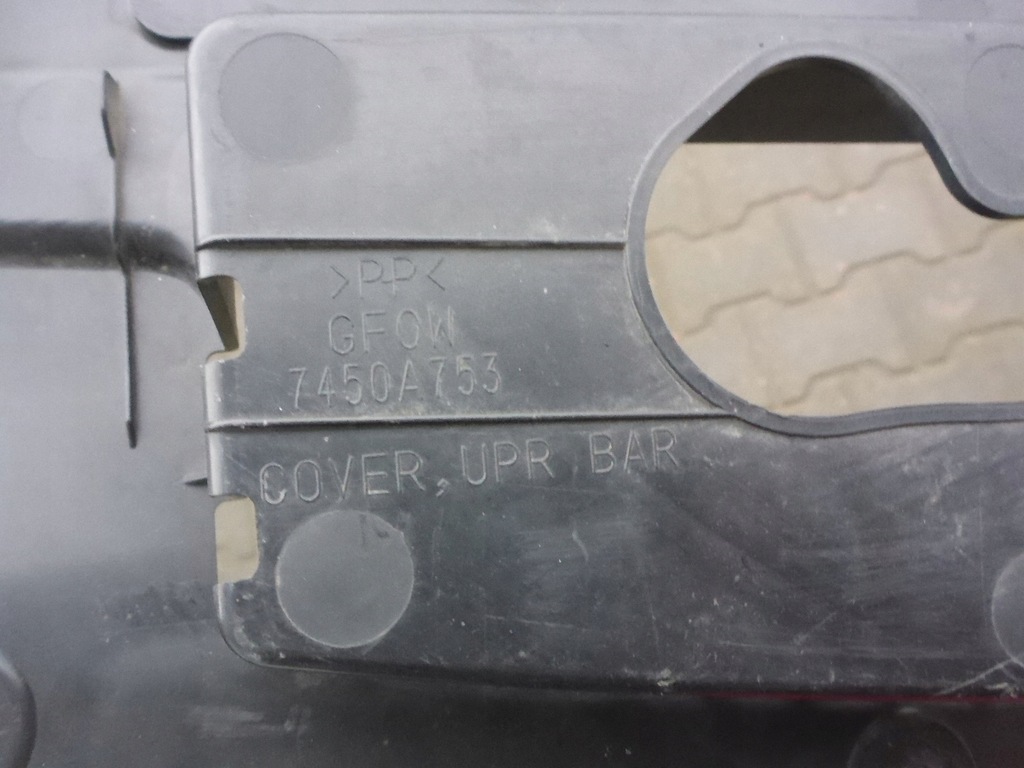 >PP<
GF0W
7450A753
COVER, UPR BAR